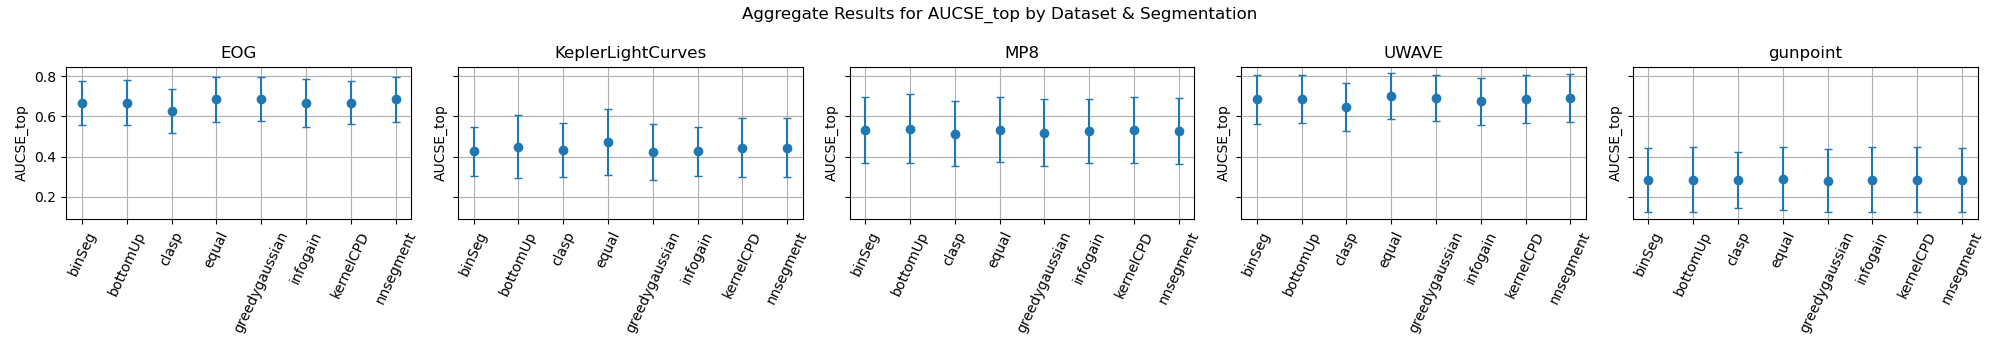 Aggregate Results for AUCSE_top by Dataset & Segmentation
EOG
KeplerLightCurves
MP8
UWAVE
gunpoint
AUCSE_top
0.8
0.6
0.4
0.2
binSeg
bottomUp
clasp
equal
greedygaussian
infogain
kernelCPD
nnsegment
AUCSE_top
binSeg
bottomUp
clasp
equal
greedygaussian
infogain
kernelCPD
nnsegment
AUCSE_top
binSeg
bottomUp
clasp
equal
greedygaussian
infogain
kernelCPD
nnsegment
AUCSE_top
binSeg
bottomUp
clasp
equal
greedygaussian
infogain
kernelCPD
nnsegment
AUCSE_top
binSeg
bottomUp
clasp
equal
greedygaussian
infogain
kernelCPD
nnsegment